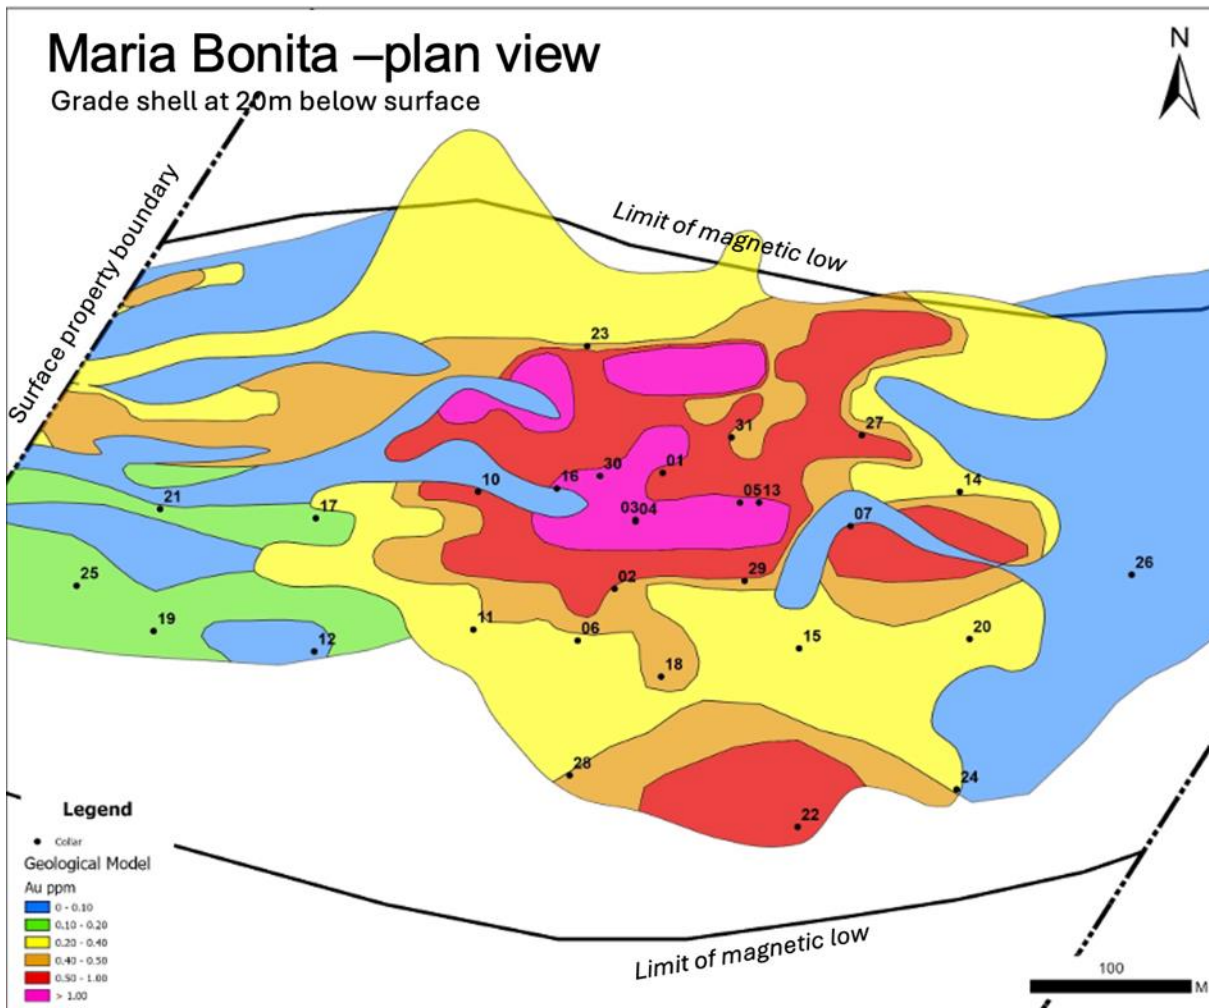 Maria Bonita –plan view
Grade shell at 20m below surface
N
Surface property boundary
Limit of magnetic low
23
31
27
30
01
16
10
14
0513
21
17
0304
07
25
26
29
02
19
11
06
12
15
20
18
28
24
22
Legend
Collar
Geological Model
Au ppm
0 - 0.10
0.10 - 0.20
0.20 - 0.40
0.40 - 0.50
0.50 - 1.00
> 1.00
Limit of magnetic low
100
M